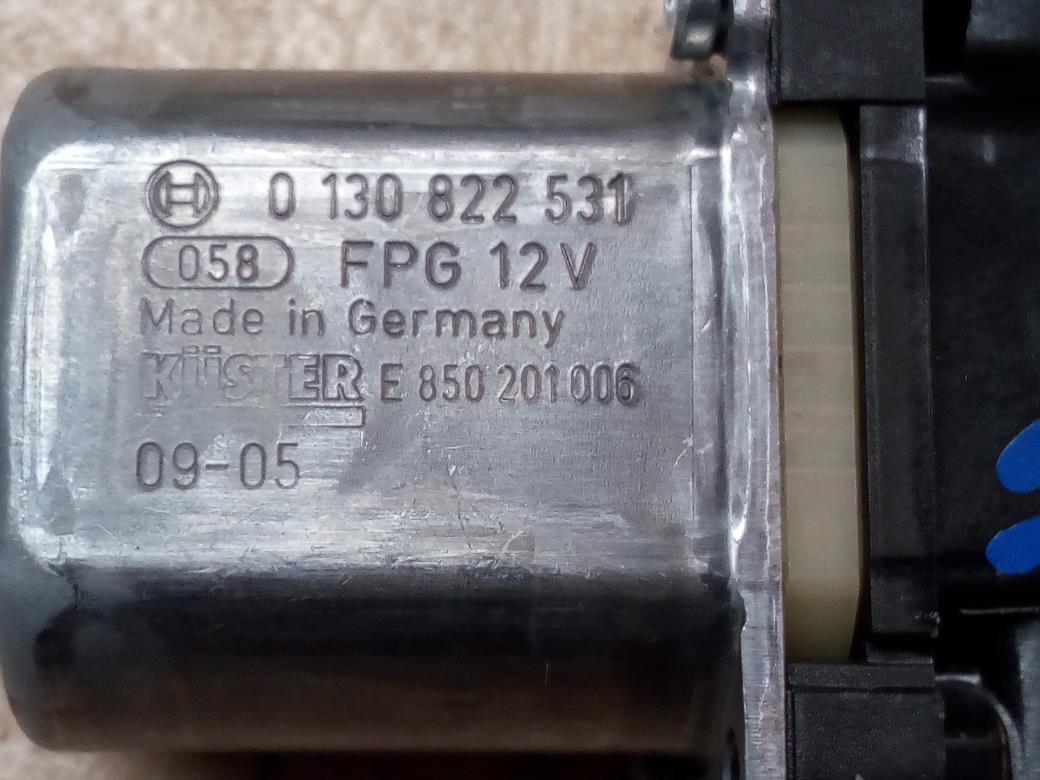 0 130 822 531
058 FPG 12V
Made in Germany
KÜSTER E 850 201 006
09-05